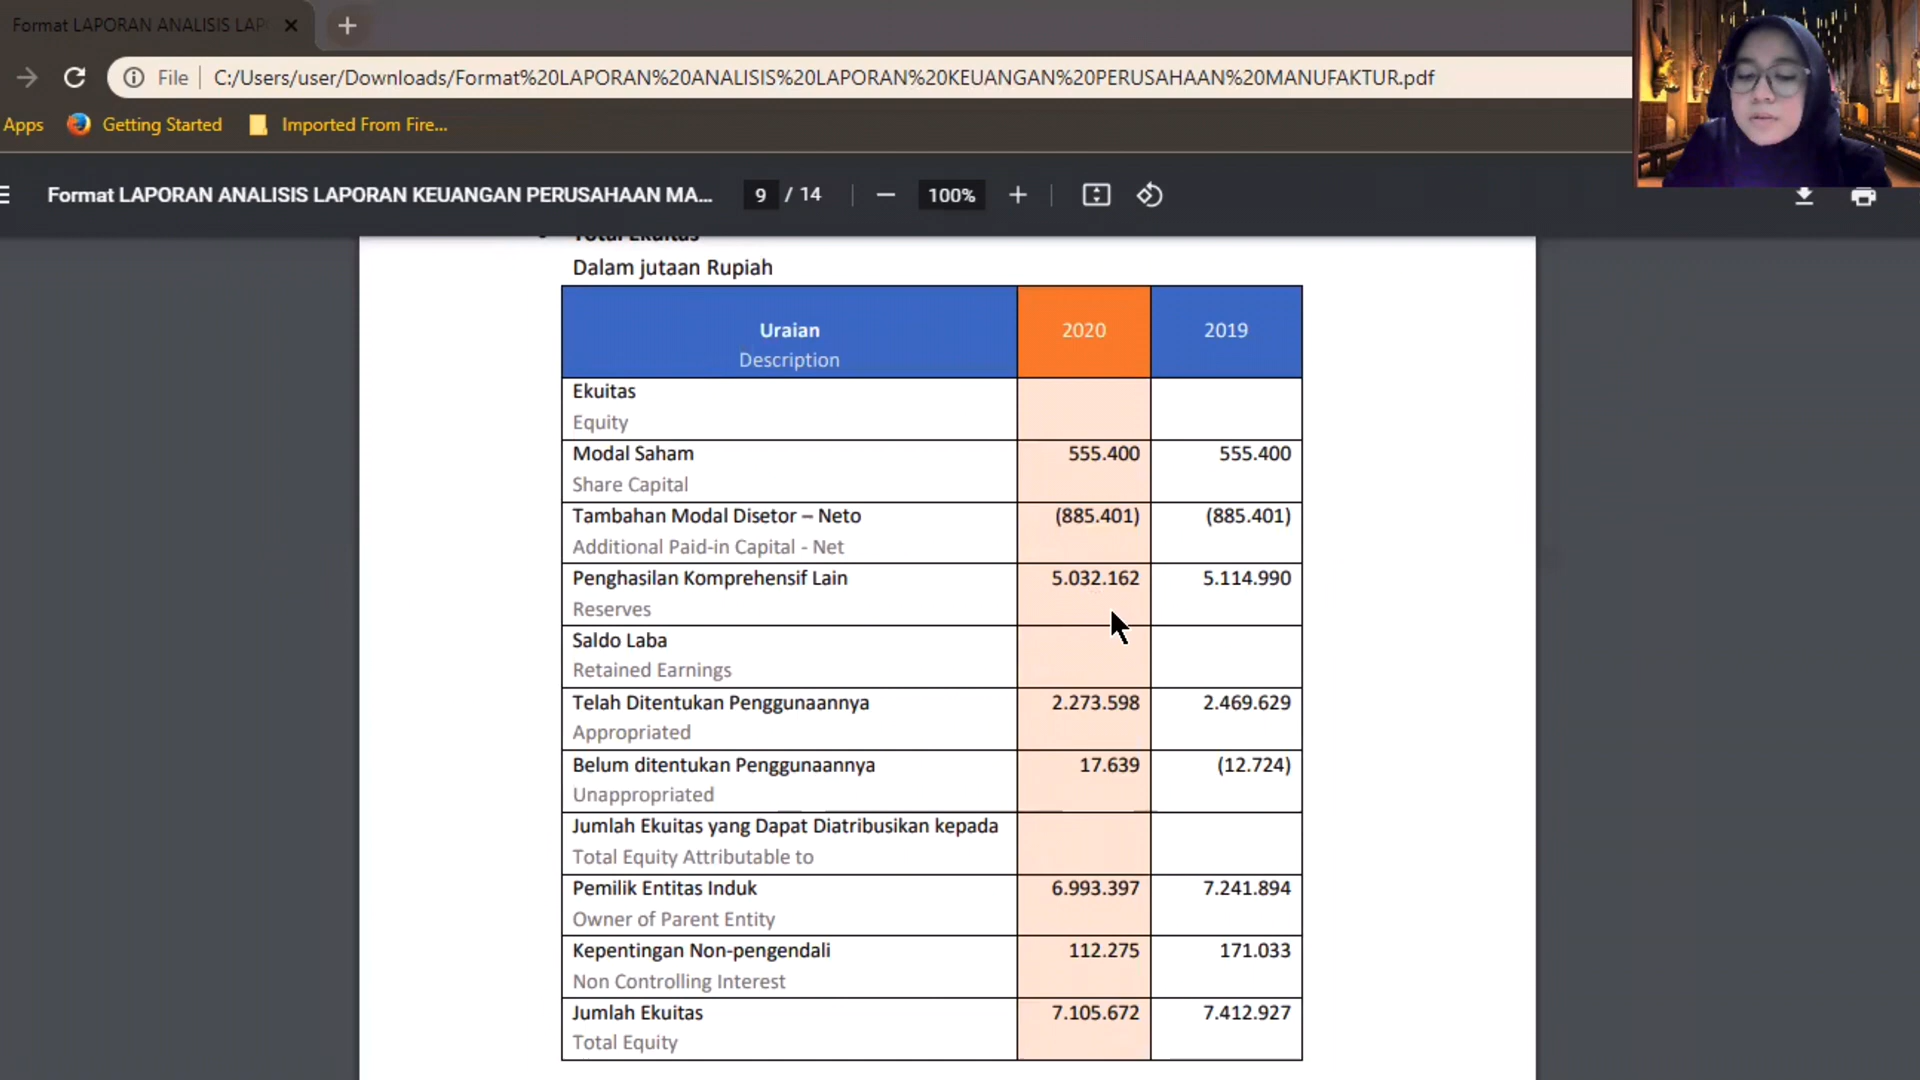 Format LAPORAN ANALISIS LAP
File
C:/Users/user/Downloads/Format%20LAPORAN%20ANALISIS%20LAPORAN%20KEUANGAN%20PERUSAHAAN%20MANUFAKTUR.pdf
Apps
Getting Started
Imported From Fire...
Format LAPORAN ANALISIS LAPORAN KEUANGAN PERUSAHAAN MA...
9 / 14
100%
Total Ekuitas
Dalam jutaan Rupiah
Uraian
Description
2020
2019
Ekuitas
Equity
Modal Saham 555.400 555.400
Share Capital
Tambahan Modal Disetor – Neto (885.401) (885.401)
Additional Paid-in Capital - Net
Penghasilan Komprehensif Lain 5.032.162 5.114.990
Reserves
Saldo Laba
Retained Earnings
Telah Ditentukan Penggunaannya 2.273.598 2.469.629
Appropriated
Belum ditentukan Penggunaannya 17.639 (12.724)
Unappropriated
Jumlah Ekuitas yang Dapat Diatribusikan kepada
Total Equity Attributable to
Pemilik Entitas Induk 6.993.397 7.241.894
Owner of Parent Entity
Kepentingan Non-pengendali 112.275 171.033
Non Controlling Interest
Jumlah Ekuitas 7.105.672 7.412.927
Total Equity